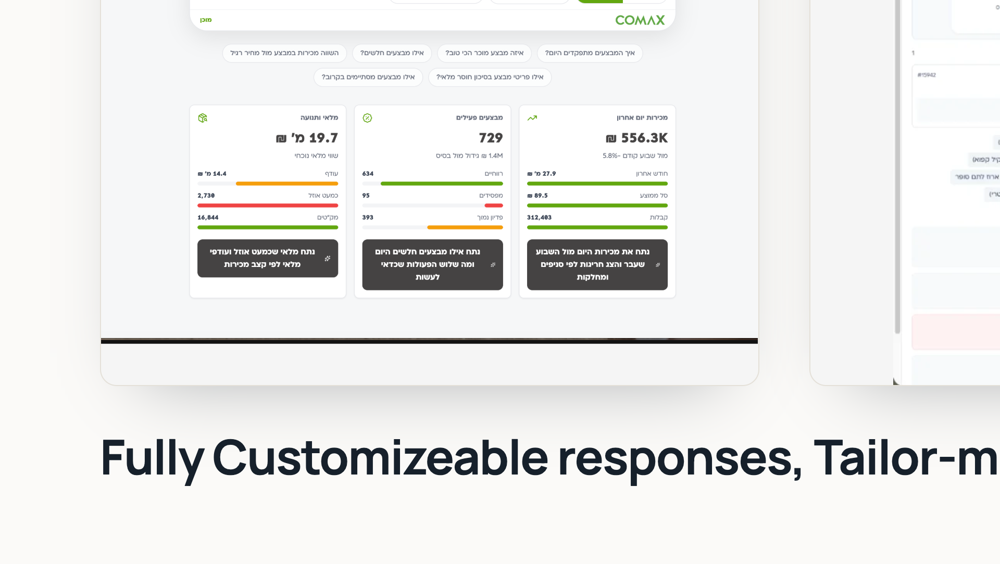 COMAX
מוכן
איך המבצעים מתפקדים היום?
איזה מבצע מוכר הכי טוב?
אילו מבצעים חלשים?
השווה מכירות במבצע מול מחיר רגיל
אילו פריטי מבצע בסיכון חוסר מלאי?
אילו מבצעים מסתיימים בקרוב?
מכירות יום אחרון
556.3K ₪
מול שבוע קודם -5.8%
חודש אחרון
27.9 מ' ₪
סל ממוצע
89.5 ₪
קבלות
312,403
נתח את מכירות היום מול השבוע
שעבר והצג חריגות לפי סניפים
ומחלקות
מבצעים פעילים
729
1.4M ₪ גידול מול בסיס
רווחיים
634
מפסידים
95
פדיון נמוך
393
נתח אילו מבצעים חלשים היום
ומה שלוש הפעולות שכדאי
לעשות
מלאי ותנועה
19.7 מ' ₪
שווי מלאי נוכחי
עודף
14.4 מ' ₪
כמעט אוזל
2,730
מק"טים
16,844
נתח מלאי שכמעט אוזל ועודפי
מלאי לפי קצב מכירות
1
#15942
קיל קפוא)
ארוז לתם סופר
טרי)
Fully Customizeable responses, Tailor-m